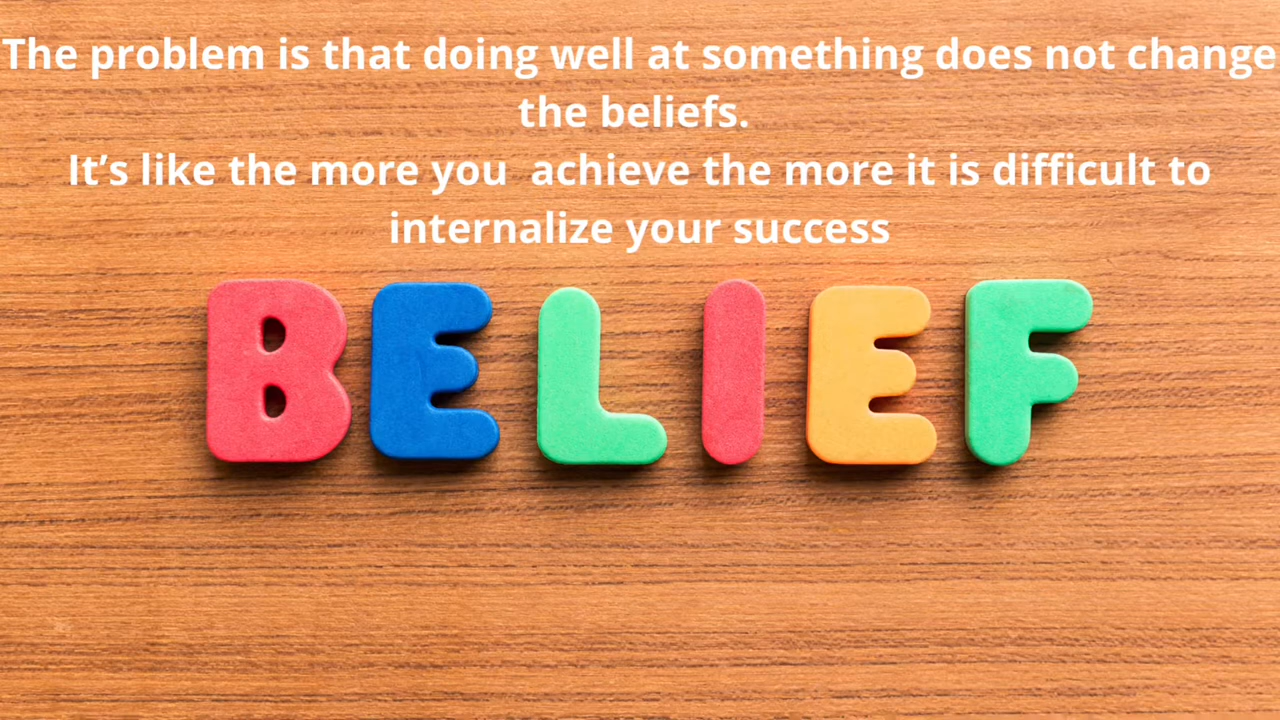 The problem is that doing well at something does not change
the beliefs.
It’s like the more you  achieve the more it is difficult to
internalize your success
BELIEF